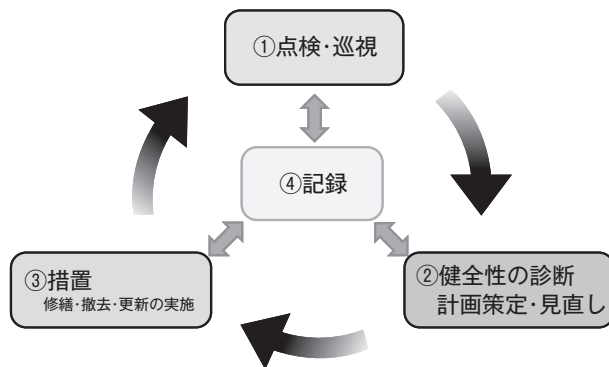 ①点検・巡視
④記録
②健全性の診断
計画策定・見直し
③措置
修繕・撤去・更新の実施